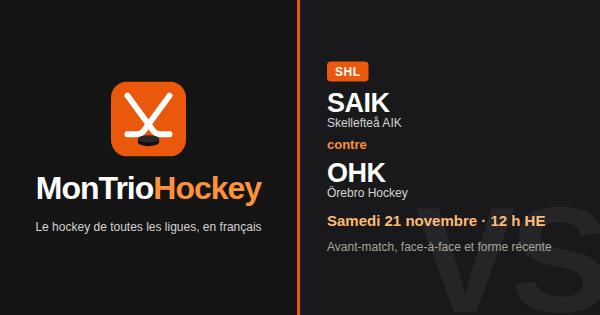 MonTrioHockey
Le hockey de toutes les ligues, en français
SHL
SAIK
Skellefteå AIK
contre
OHK
Örebro Hockey
Samedi 21 novembre · 12 h HE
Avant-match, face-à-face et forme récente
VS